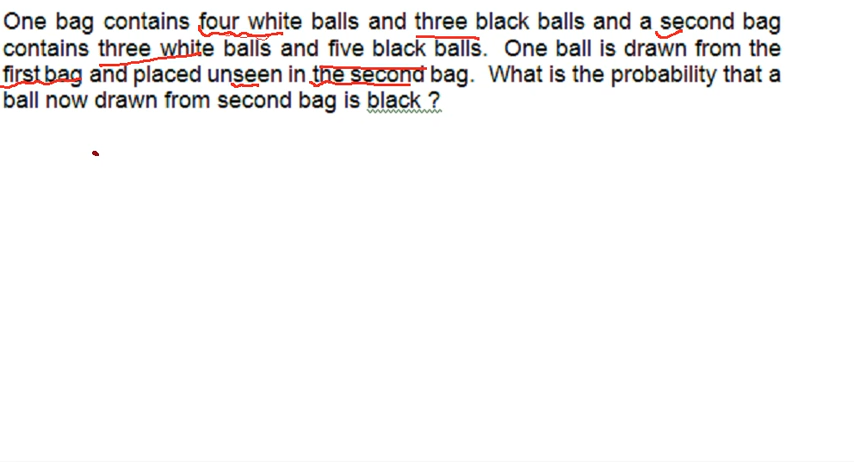 One bag contains four white balls and three black balls and a second bag
contains three white balls and five black balls. One ball is drawn from the
first bag and placed unseen in the second bag. What is the probability that a
ball now drawn from second bag is black ?